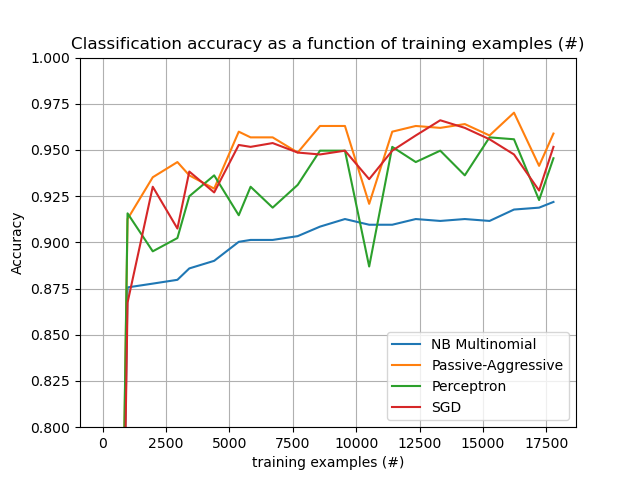 Classification accuracy as a function of training examples (#)
1.000
0.975
0.950
0.925
0.900
0.875
0.850
0.825
0.800
Accuracy
NB Multinomial
Passive-Aggressive
Perceptron
SGD
0 2500 5000 7500 10000 12500 15000 17500
training examples (#)